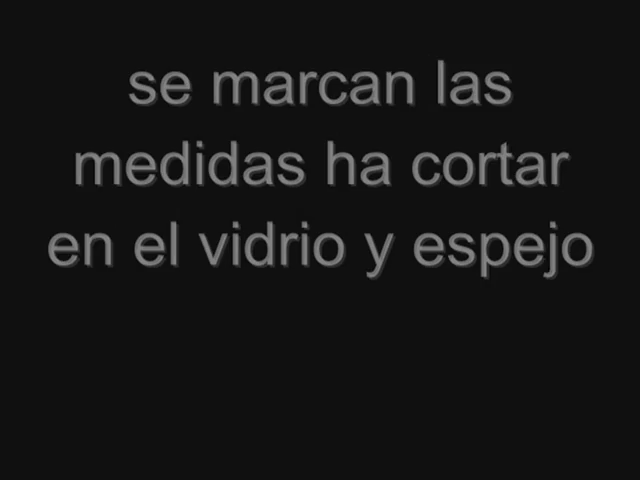 se marcan las
medidas ha cortar
en el vidrio y espejo